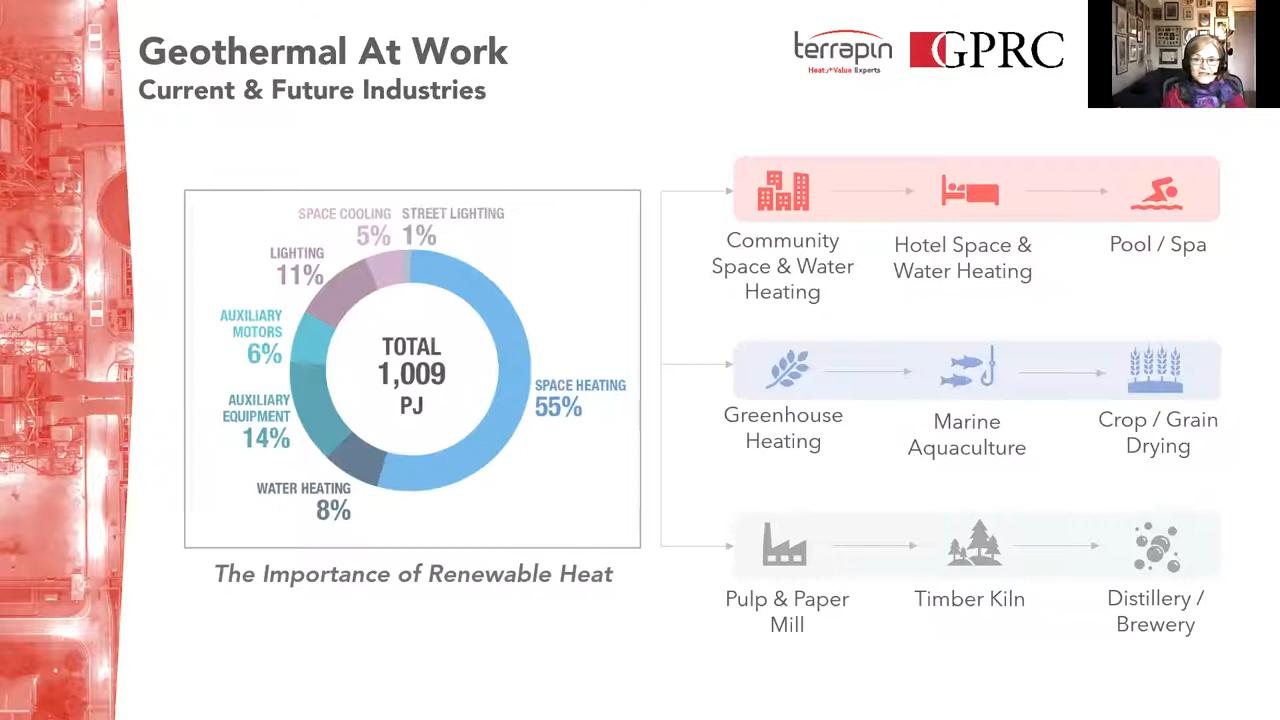 Geothermal At Work
Current & Future Industries
terrapin
Heat / Value Experts
GPRC
SPACE COOLING
5%
STREET LIGHTING
1%
LIGHTING
11%
AUXILIARY
MOTORS
6%
AUXILIARY
EQUIPMENT
14%
WATER HEATING
8%
TOTAL
1,009
PJ
SPACE HEATING
55%
The Importance of Renewable Heat
Community
Space & Water
Heating
Hotel Space &
Water Heating
Pool / Spa
Greenhouse
Heating
Marine
Aquaculture
Crop / Grain
Drying
Pulp & Paper
Mill
Timber Kiln
Distillery /
Brewery